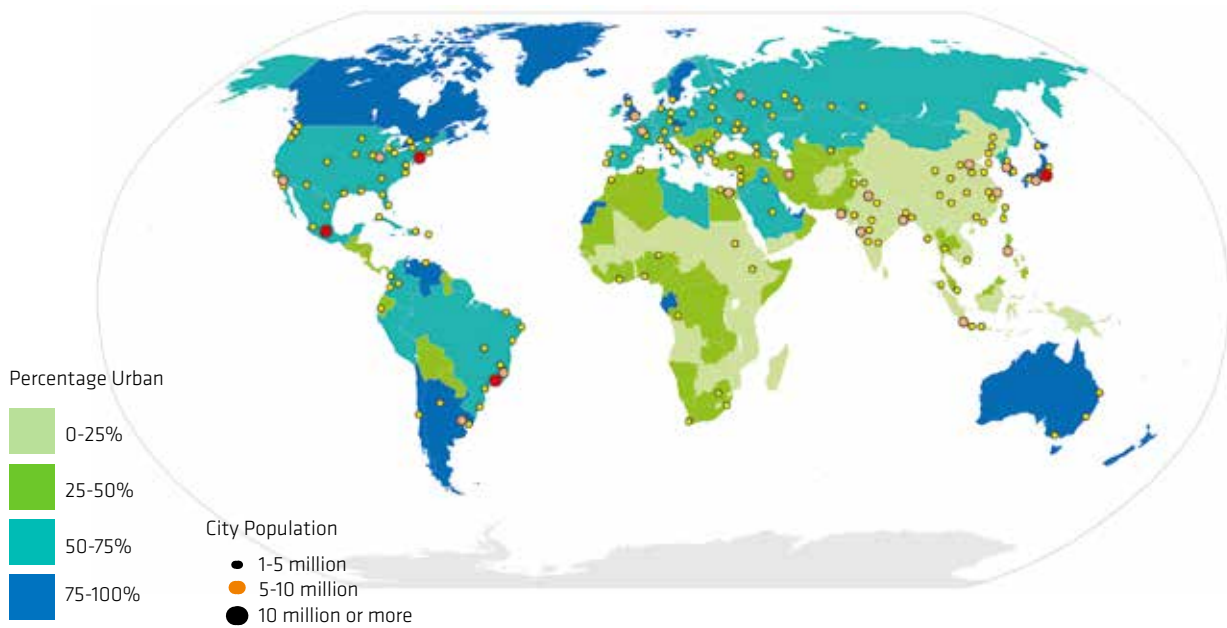 Percentage Urban
0-25%
25-50%
50-75%
75-100%
City Population
1-5 million
5-10 million
10 million or more